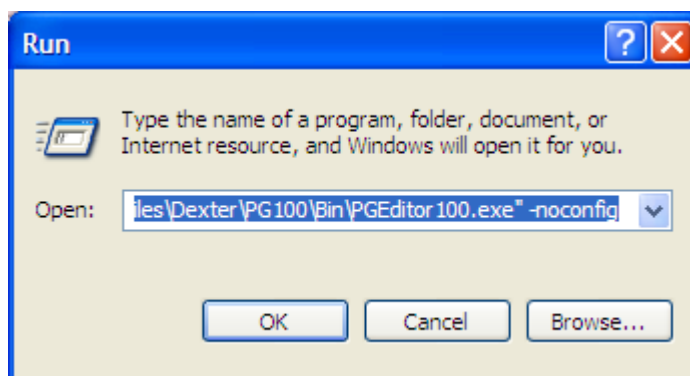 Run
Type the name of a program, folder, document, or
Internet resource, and Windows will open it for you.
Open: iles\Dexter\PG100\Bin\PGEditor100.exe" -noconfig
OK Cancel Browse...